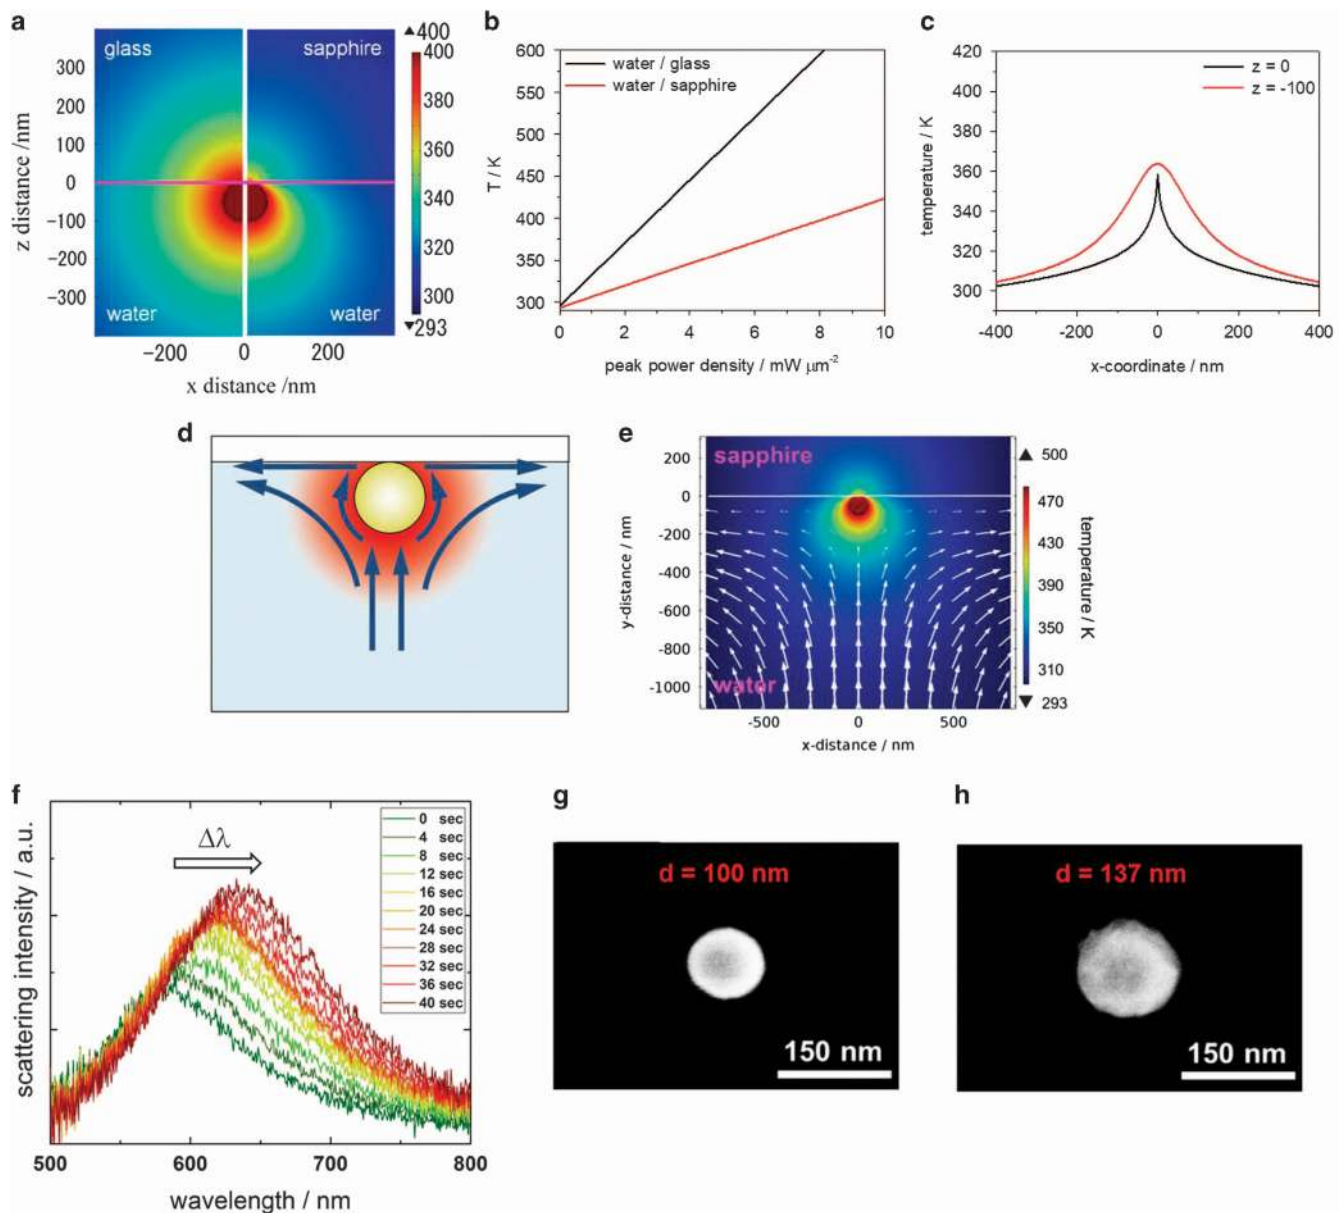 a
glass
sapphire
water
water
z distance /nm
300
200
100
0
−100
−200
−300
−200
0
200
x distance /nm
▲400
400
380
360
340
320
300
▼293
b
water / glass
water / sapphire
T / K
600
550
500
450
400
350
300
0
2
4
6
8
10
peak power density / mW μm-2
c
z = 0
z = -100
temperature / K
420
400
380
360
340
320
300
-400
-200
0
200
400
x-coordinate / nm
d
e
sapphire
water
y-distance / nm
200
0
-200
-400
-600
-800
-1000
-500
0
500
x-distance / nm
▲ 500
470
430
390
350
310
▼ 293
temperature / K
f
Δλ
scattering intensity / a.u.
0 sec
4 sec
8 sec
12 sec
16 sec
20 sec
24 sec
28 sec
32 sec
36 sec
40 sec
500
600
700
800
wavelength / nm
g
d = 100 nm
150 nm
h
d = 137 nm
150 nm